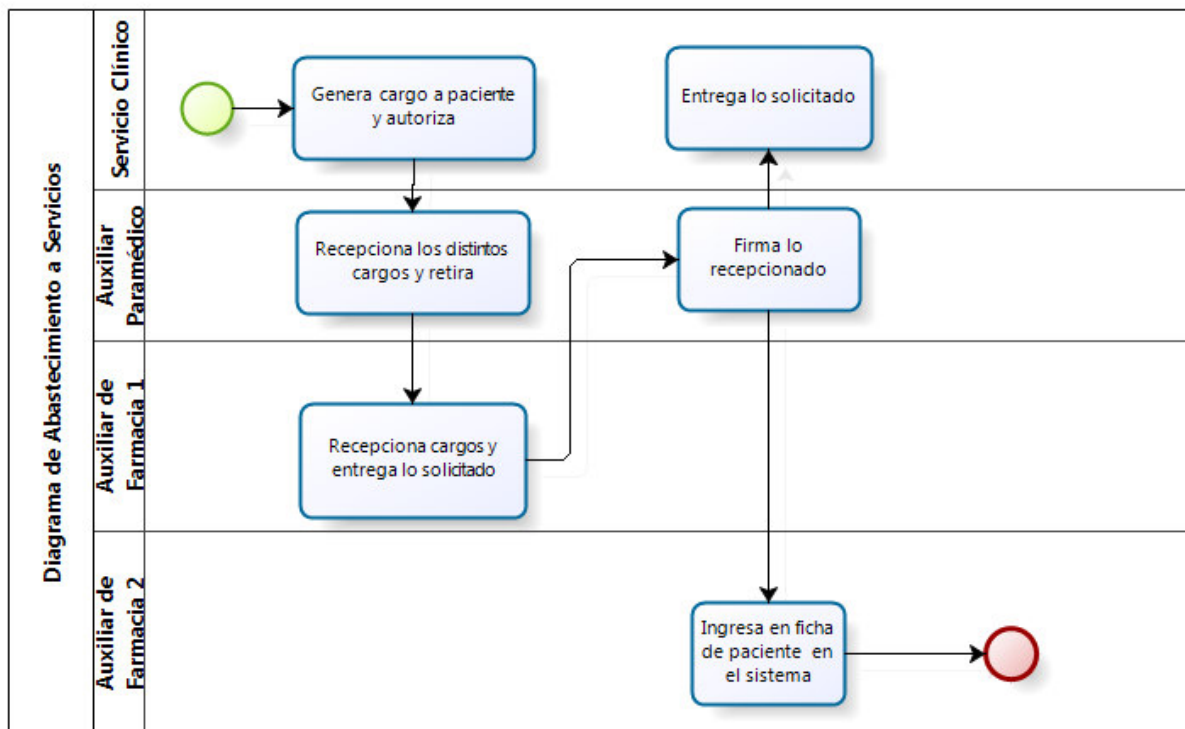 Diagrama de Abastecimiento a Servicios
Servicio Clínico
Genera cargo a paciente
y autoriza
Entrega lo solicitado
Auxiliar
Paramédico
Recepciona los distintos
cargos y retira
Firma lo
recepcionado
Auxiliar de
Farmacia 1
Recepciona cargos y
entrega lo solicitado
Auxiliar de
Farmacia 2
Ingresa en ficha
de paciente en
el sistema